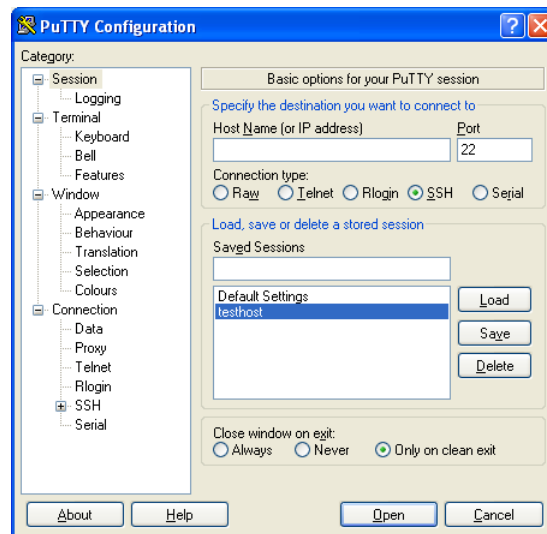 PuTTY Configuration
Category:
Session
Logging
Terminal
Keyboard
Bell
Features
Window
Appearance
Behaviour
Translation
Selection
Colours
Connection
Data
Proxy
Telnet
Rlogin
SSH
Serial
Basic options for your PuTTY session
Specify the destination you want to connect to
Host Name (or IP address) Port
22
Connection type:
Raw Telnet Rlogin SSH Serial
Load, save or delete a stored session
Saved Sessions
Default Settings
testhost
Load
Save
Delete
Close window on exit:
Always Never Only on clean exit
About Help Open Cancel